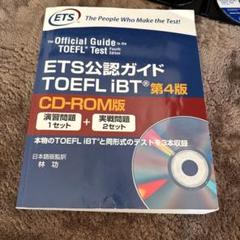 ETS The People Who Make the Test!
The Official Guide to the
TOEFL® Test Fourth Edition
ETS公認ガイド
TOEFL iBT® 第4版
CD-ROM版
演習問題 1セット + 実戦問題 2セット
本物のTOEFL iBT®と同形式のテストを3本収録
日本語版監訳
林 功